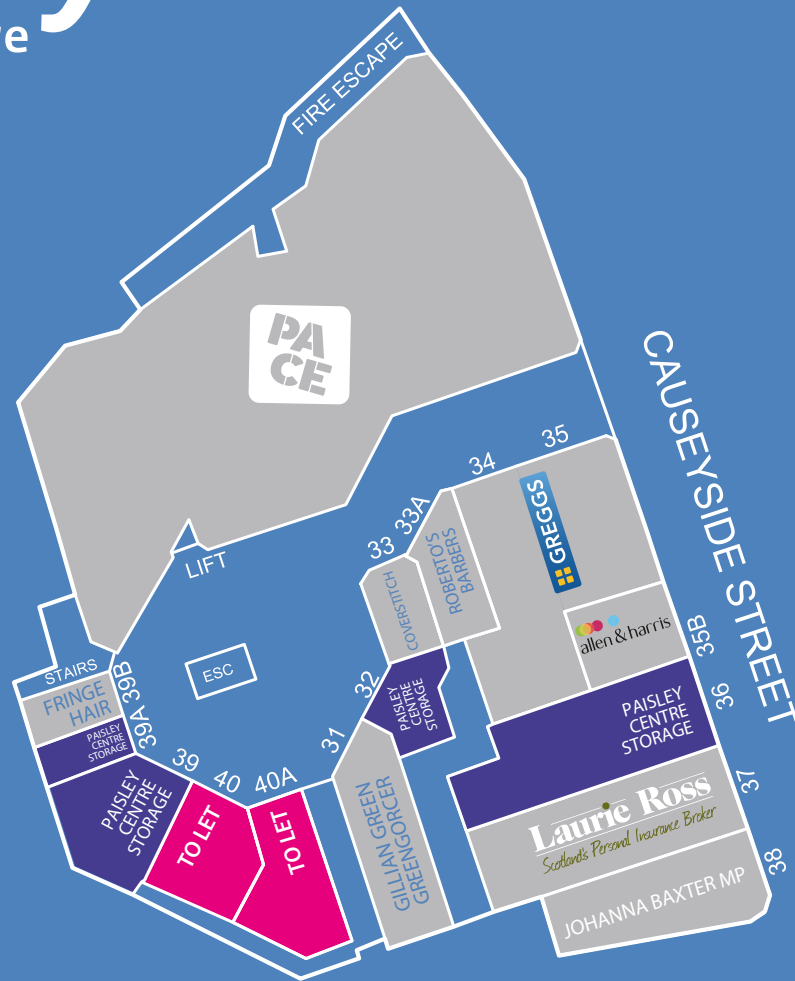 re
FIRE ESCAPE
PA
CE
CAUSEYSIDE STREET
35
34
33A
33
GREGGS
ROBERTO'S
BARBERS
COVERSTITCH
LIFT
allen & harris
35B
STAIRS
ESC
39B
FRINGE
HAIR
32
PAISLEY
CENTRE
STORAGE
36
PAISLEY
CENTRE
STORAGE
39A
PAISLEY
CENTRE
STORAGE
31
39
40
40A
37
PAISLEY
CENTRE
STORAGE
TO LET
TO LET
GILLIAN GREEN
GREENGORCER
Laurie Ross
Scotland's Personal Insurance Broker
38
JOHANNA BAXTER MP